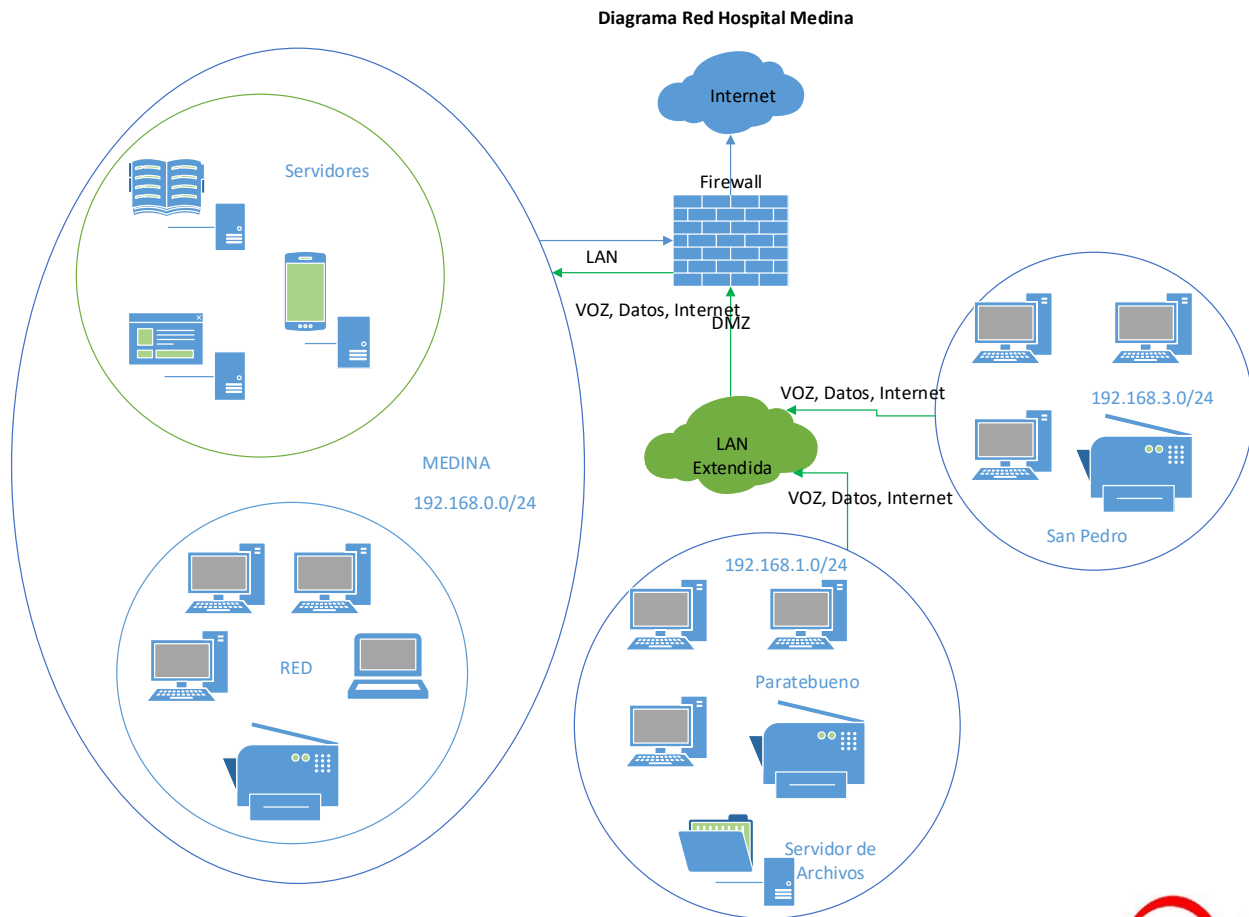 Diagrama Red Hospital Medina
Internet
Servidores
Firewall
LAN
VOZ, Datos, Internet
DMZ
VOZ, Datos, Internet
192.168.3.0/24
LAN
Extendida
MEDINA
192.168.0.0/24
VOZ, Datos, Internet
San Pedro
192.168.1.0/24
RED
Paratebueno
Servidor de
Archivos